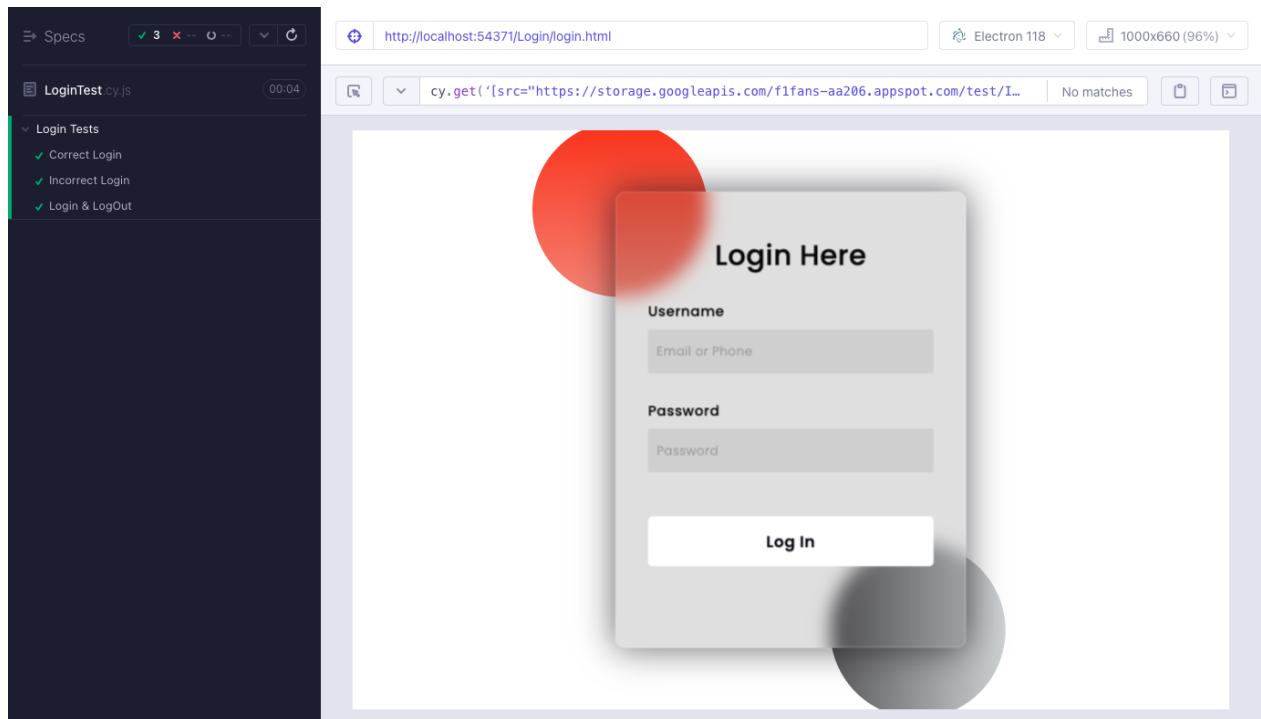 Specs 3 -- --
LoginTest.cy.js 00:04
Login Tests
Correct Login
Incorrect Login
Login & LogOut
http://localhost:54371/Login/login.html Electron 118 1000x660 (96%)
cy.get('[src="https://storage.googleapis.com/f1fans-aa206.appspot.com/test/I… No matches
Login Here
Username
Email or Phone
Password
Password
Log In